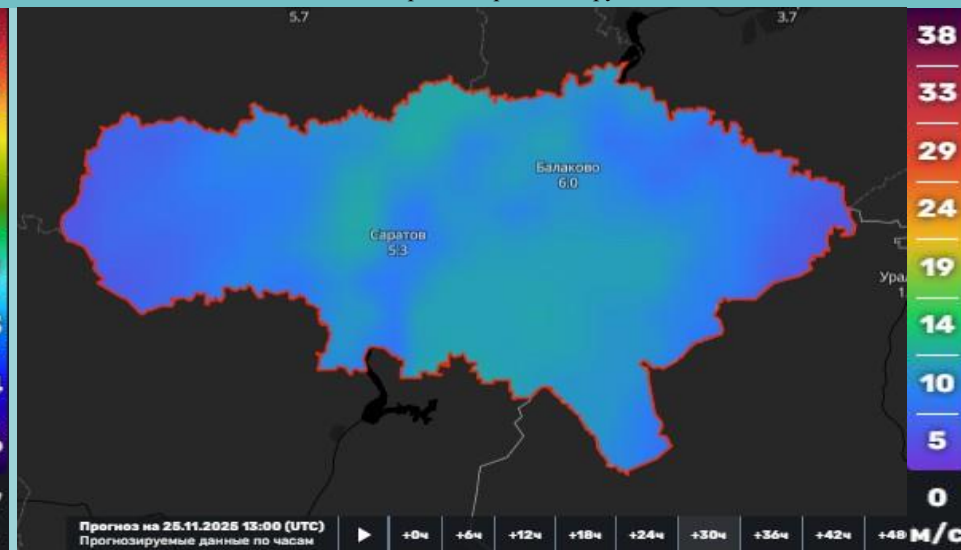 5.7
3.7
38
33
29
24
19
14
10
5
0
М/С
Балаково
6.0
Саратов
5.3
Ура
1.
Прогноз на 25.11.2025 13:00 (UTC)
Прогнозируемые данные по часам
+0ч +6ч +12ч +18ч +24ч +30ч +36ч +42ч +48